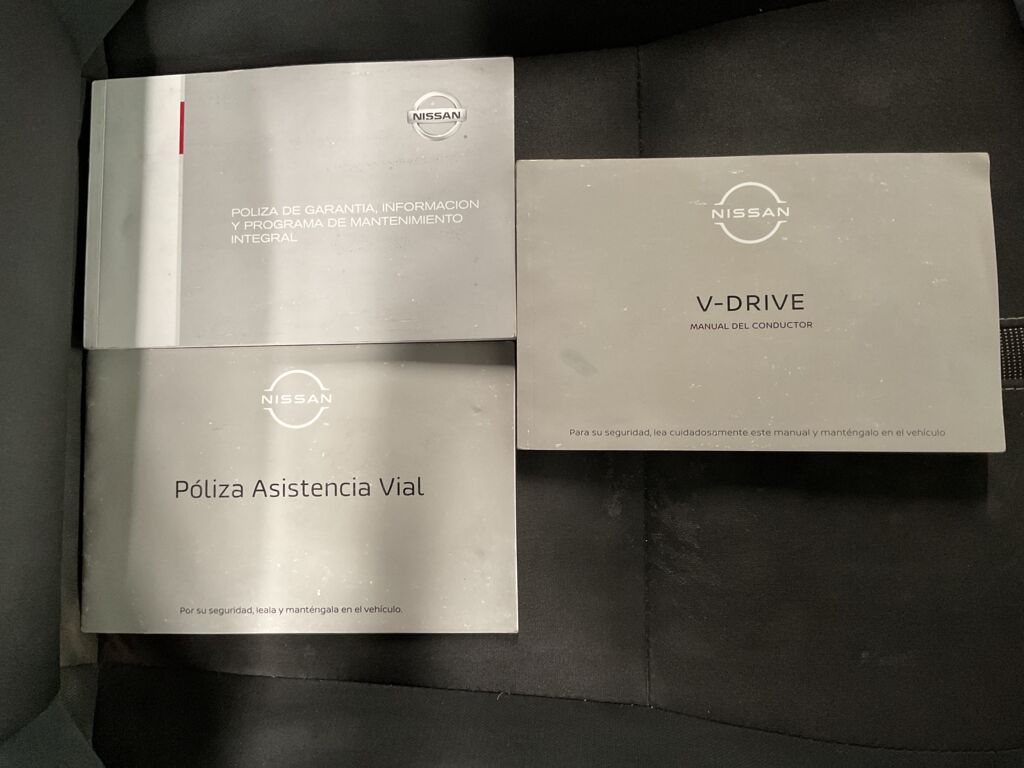 NISSAN
POLIZA DE GARANTIA, INFORMACION
Y PROGRAMA DE MANTENIMIENTO
INTEGRAL
NISSAN
V-DRIVE
MANUAL DEL CONDUCTOR
Para su seguridad, lea cuidadosamente este manual y manténgalo en el vehículo
NISSAN
Póliza Asistencia Vial
Por su seguridad, leala y manténgala en el vehículo.